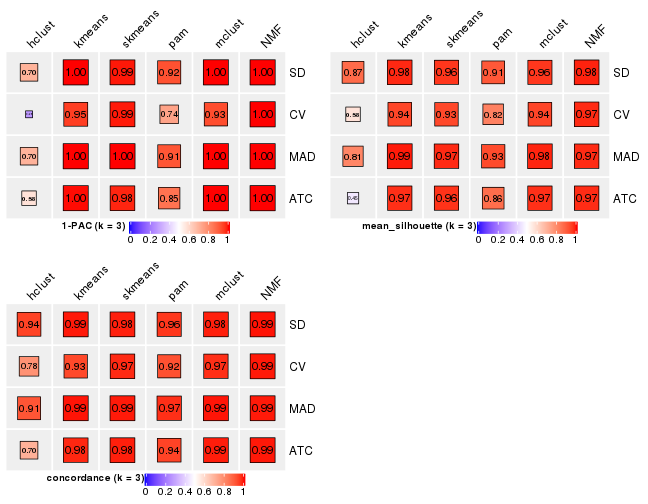 hclust kmeans skmeans pam mclust NMF
0.70 1.00 0.99 0.92 1.00 1.00 SD
0.95 0.99 0.74 0.93 1.00 CV
0.70 1.00 1.00 0.91 1.00 1.00 MAD
0.58 1.00 0.98 0.85 1.00 1.00 ATC
1-PAC (k = 3)
0 0.2 0.4 0.6 0.8 1
hclust kmeans skmeans pam mclust NMF
0.87 0.98 0.96 0.91 0.96 0.98 SD
0.58 0.94 0.93 0.82 0.94 0.97 CV
0.81 0.99 0.97 0.93 0.98 0.97 MAD
0.45 0.97 0.96 0.86 0.97 0.97 ATC
mean_silhouette (k = 3)
0 0.2 0.4 0.6 0.8 1
hclust kmeans skmeans pam mclust NMF
0.94 0.99 0.98 0.96 0.98 0.99 SD
0.78 0.93 0.97 0.92 0.97 0.99 CV
0.91 0.99 0.99 0.97 0.99 0.99 MAD
0.70 0.98 0.98 0.94 0.99 0.99 ATC
concordance (k = 3)
0 0.2 0.4 0.6 0.8 1